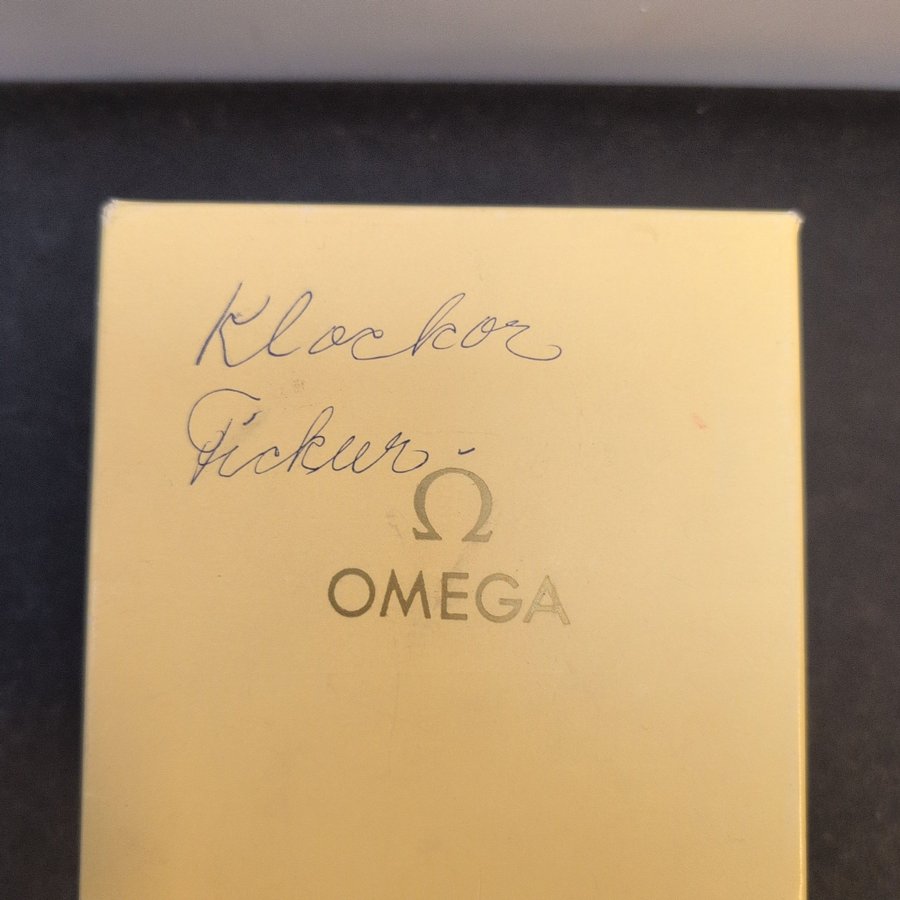 Klockor
Fickur -
Ω
OMEGA